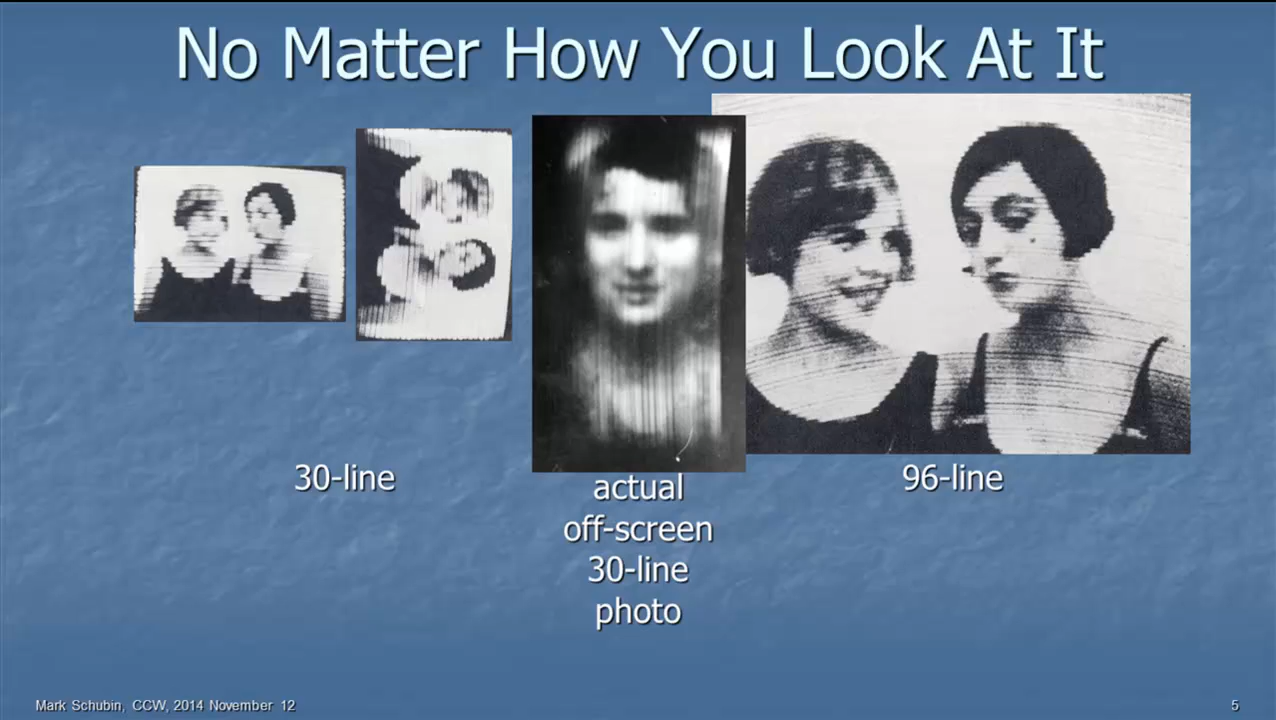 No Matter How You Look At It
30-line
actual
off-screen
30-line
photo
96-line
Mark Schubin, CCW, 2014 November 12
5